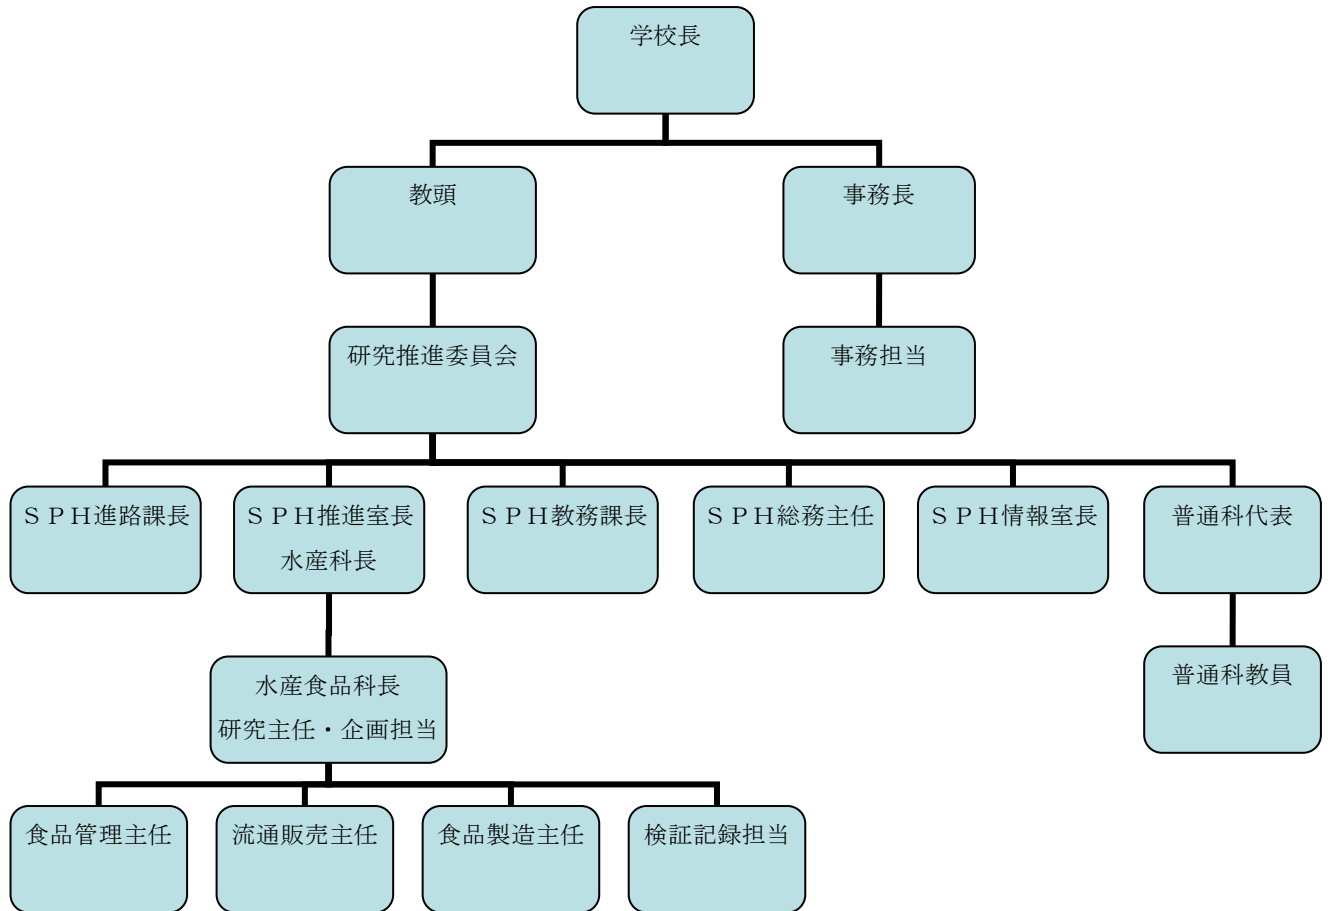 学校長
教頭
事務長
研究推進委員会
事務担当
ＳＰＨ進路課長
ＳＰＨ推進室長
水産科長
ＳＰＨ教務課長
ＳＰＨ総務主任
ＳＰＨ情報室長
普通科代表
水産食品科長
研究主任・企画担当
普通科教員
食品管理主任
流通販売主任
食品製造主任
検証記録担当